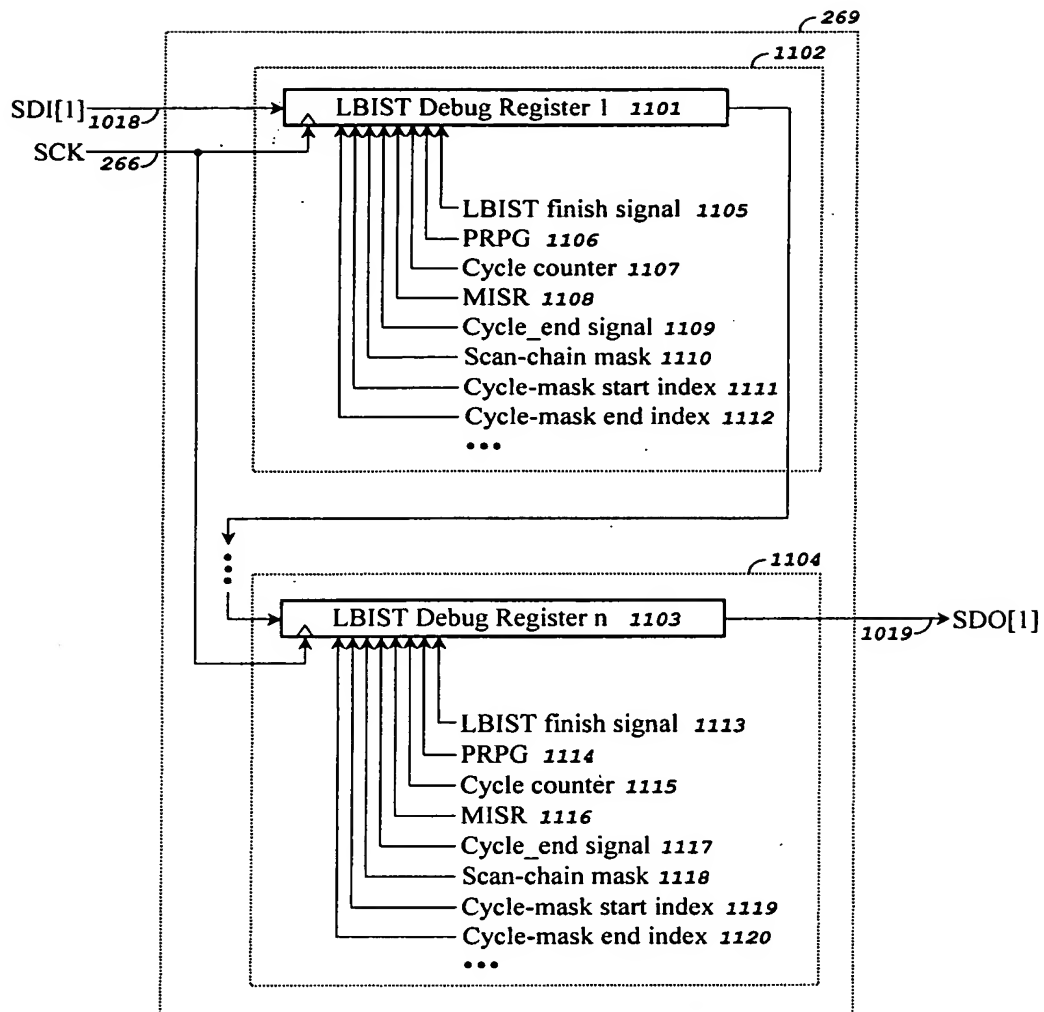 269
1102
SDI[1] 1018
LBIST Debug Register 1 1101
SCK 266
LBIST finish signal 1105
PRPG 1106
Cycle counter 1107
MISR 1108
Cycle_end signal 1109
Scan-chain mask 1110
Cycle-mask start index 1111
Cycle-mask end index 1112
•••
1104
LBIST Debug Register n 1103
1019 SDO[1]
LBIST finish signal 1113
PRPG 1114
Cycle counter 1115
MISR 1116
Cycle_end signal 1117
Scan-chain mask 1118
Cycle-mask start index 1119
Cycle-mask end index 1120
•••